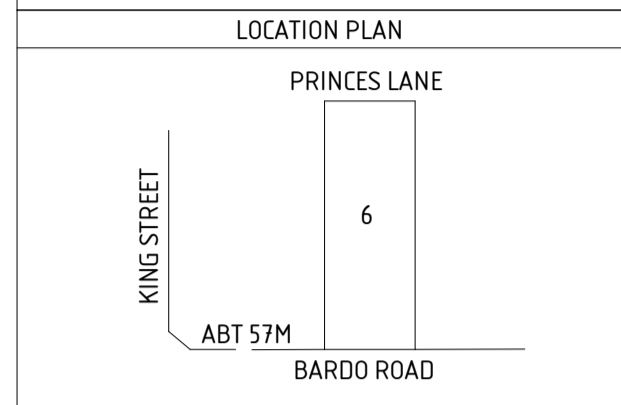 LOCATION PLAN
PRINCES LANE
KING STREET
6
ABT 57M
BARDO ROAD